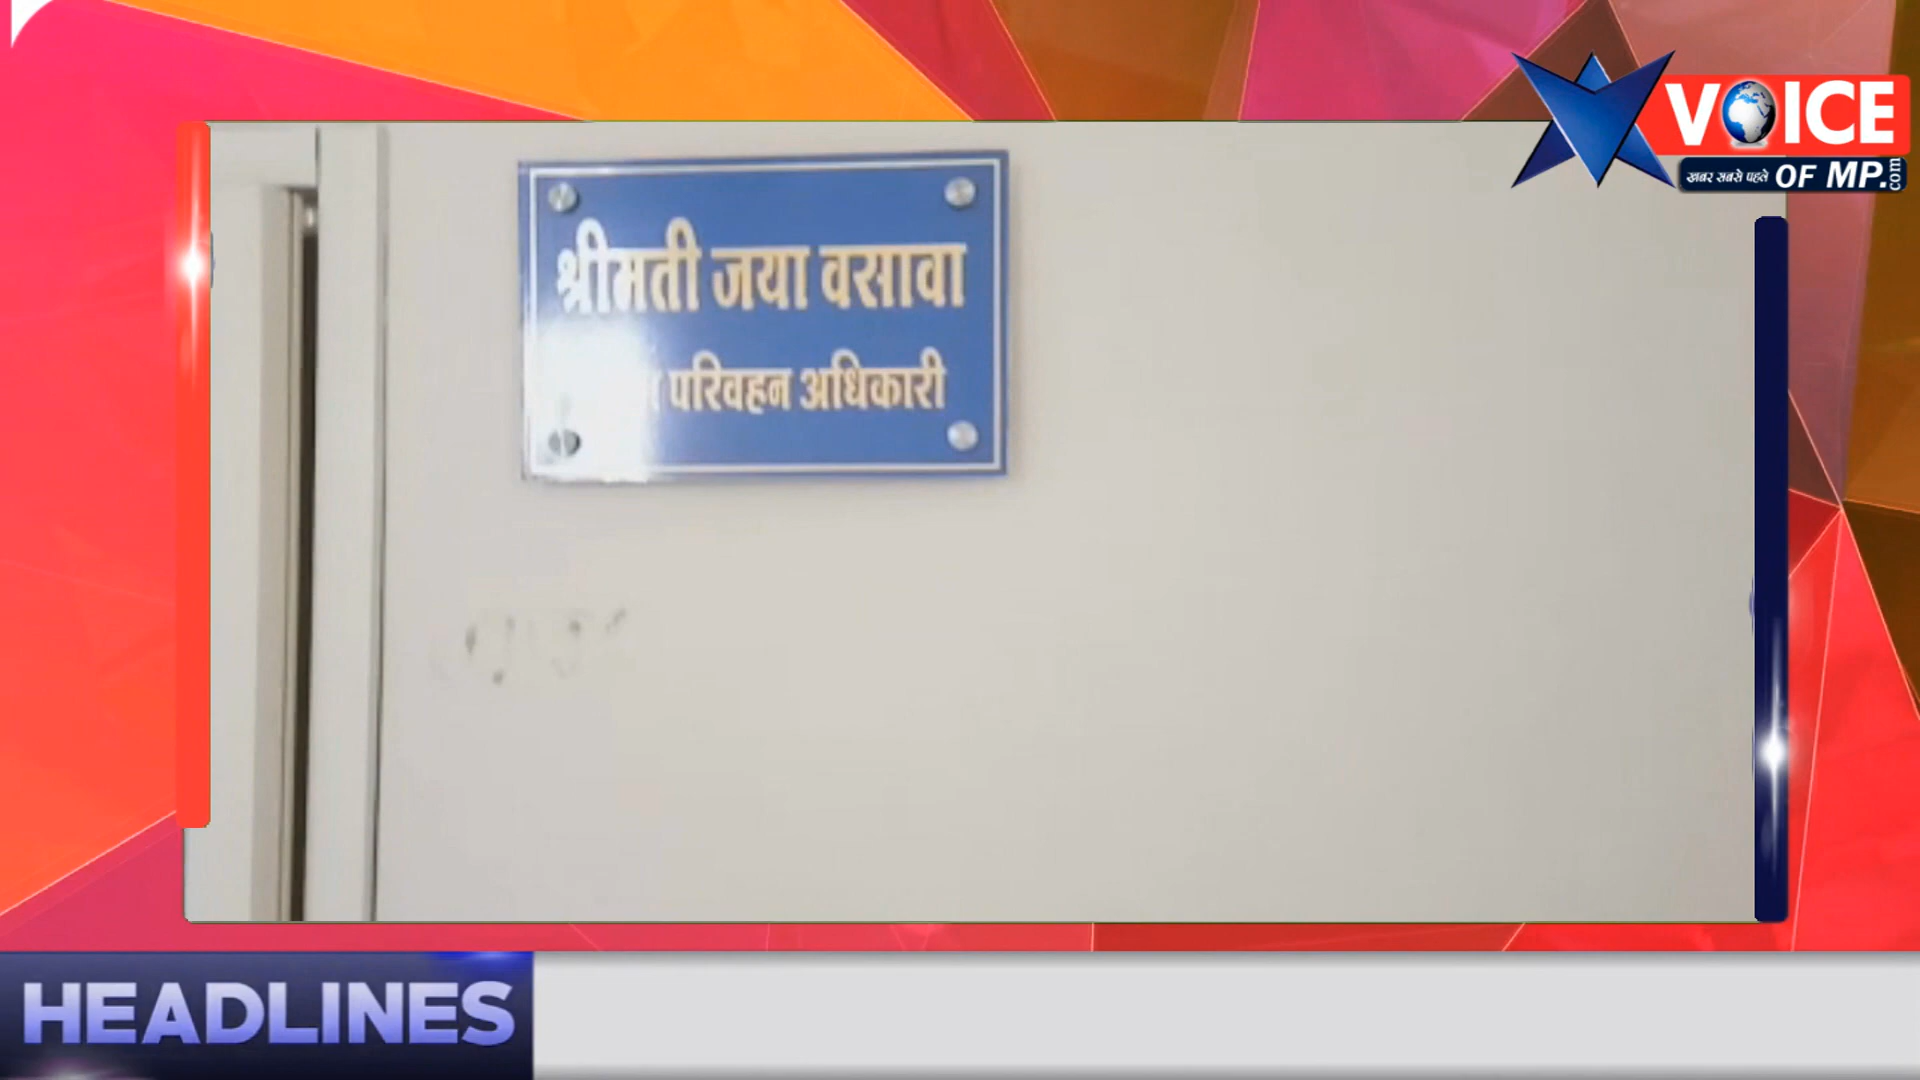 VOICE
खबर सबसे पहले OF MP.com
श्रीमती जया वसावा
परिवहन अधिकारी
HEADLINES